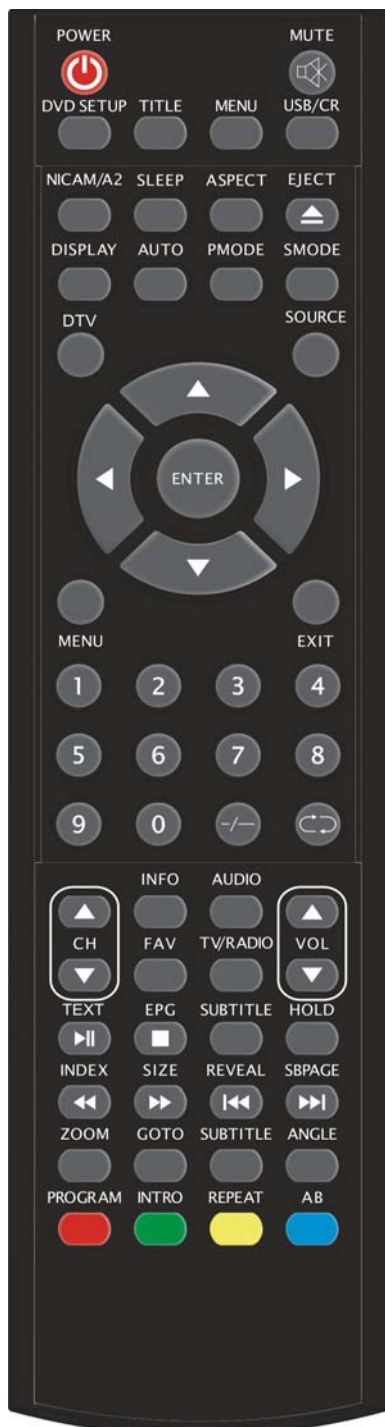 POWER MUTE
DVD SETUP TITLE MENU USB/CR
NICAM/A2 SLEEP ASPECT EJECT
DISPLAY AUTO PMODE SMODE
DTV SOURCE
ENTER
MENU EXIT
1 2 3 4
5 6 7 8
9 0 -/--
INFO AUDIO
CH FAV TV/RADIO VOL
TEXT EPG SUBTITLE HOLD
INDEX SIZE REVEAL SBPAGE
ZOOM GOTO SUBTITLE ANGLE
PROGRAM INTRO REPEAT AB